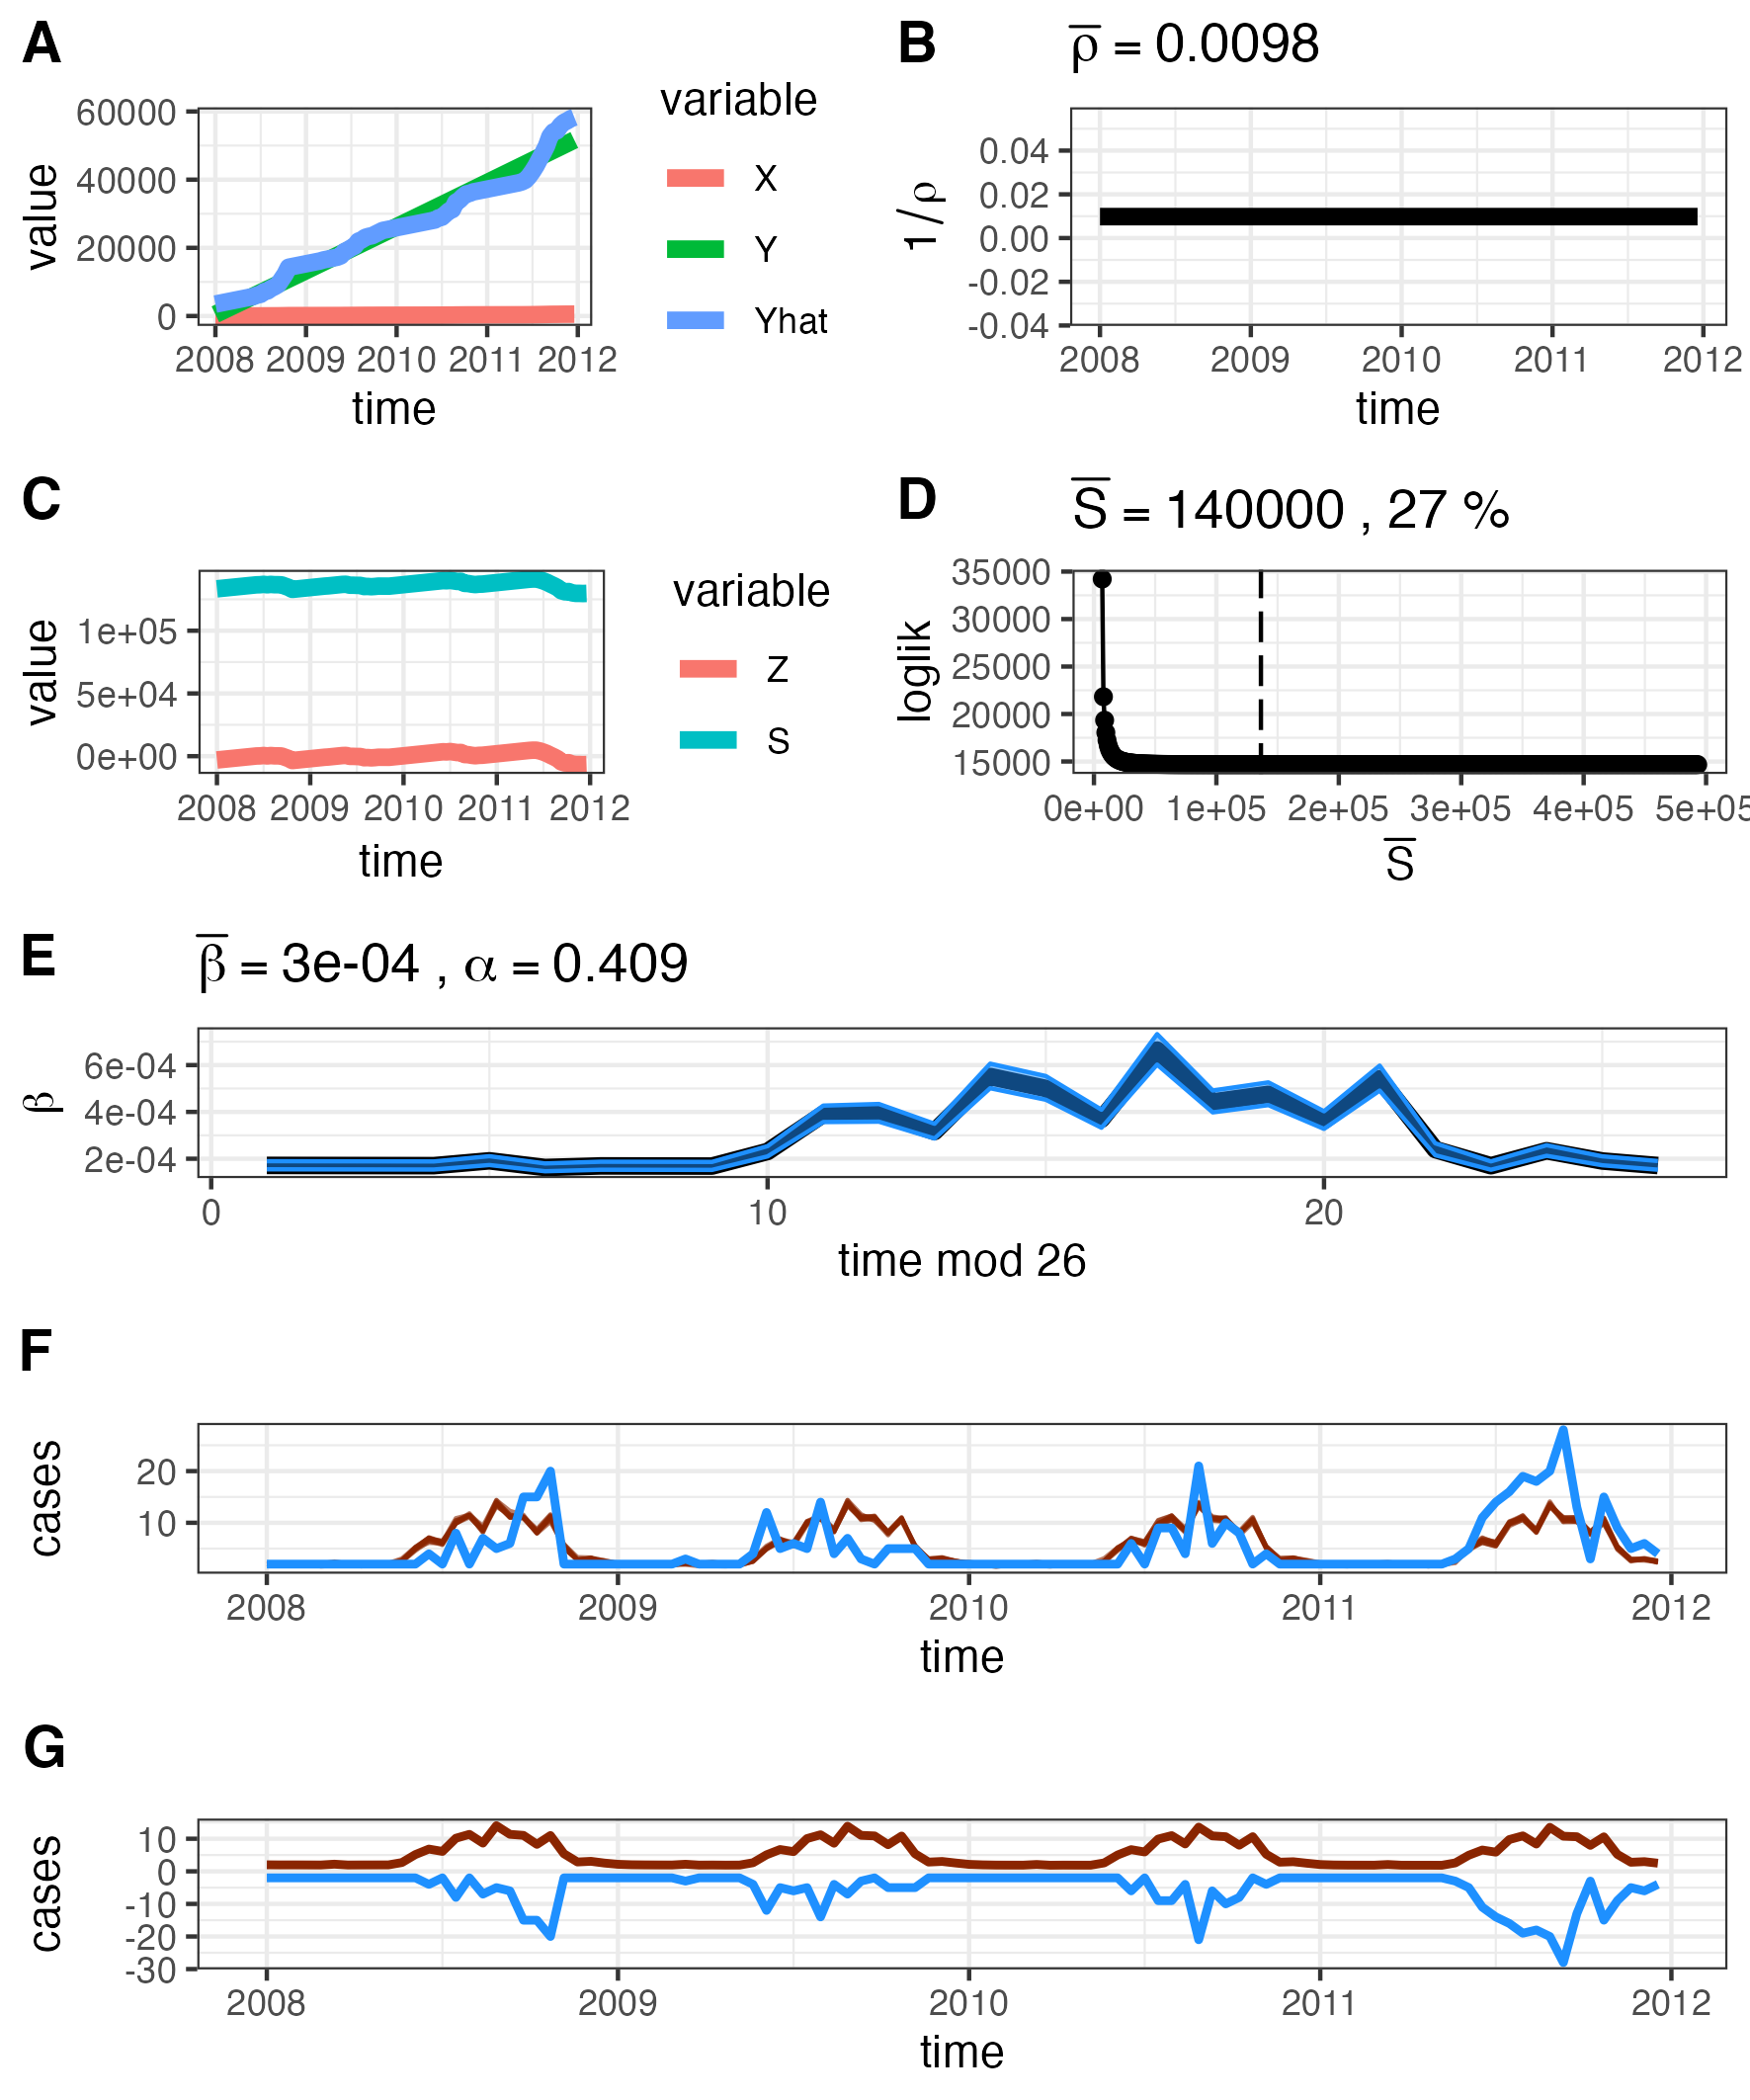 A
variable
X
Y
Yhat
value
60000
40000
20000
0
2008 2009 2010 2011 2012
time
B
ρ̅ = 0.0098
1/ρ
0.04
0.02
0.00
-0.02
-0.04
2008 2009 2010 2011 2012
time
C
variable
Z
S
value
1e+05
5e+04
0e+00
2008 2009 2010 2011 2012
time
D
S̅ = 140000 , 27 %
loglik
35000
30000
25000
20000
15000
0e+00 1e+05 2e+05 3e+05 4e+05 5e+05
S̅
E
β̅ = 3e-04 , α = 0.409
β
6e-04
4e-04
2e-04
0 10 20
time mod 26
F
cases
20
10
2008 2009 2010 2011 2012
time
G
cases
10
0
-10
-20
-30
2008 2009 2010 2011 2012
time